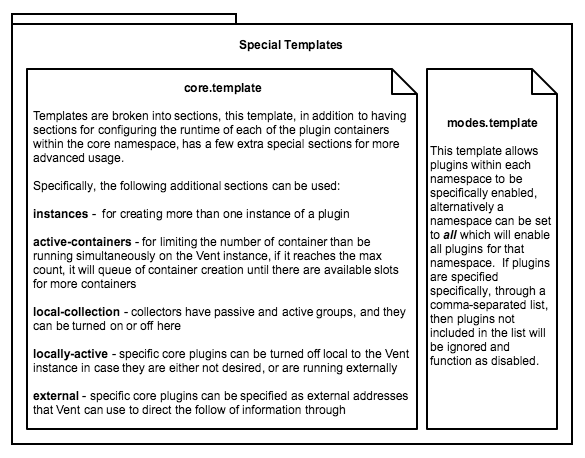 Special Templates
core.template
Templates are broken into sections, this template, in addition to having
sections for configuring the runtime of each of the plugin containers
within the core namespace, has a few extra special sections for more
advanced usage.
Specifically, the following additional sections can be used:
instances -  for creating more than one instance of a plugin
active-containers - for limiting the number of container than be
running simultaneously on the Vent instance, if it reaches the max
count, it will queue of container creation until there are available slots
for more containers
local-collection - collectors have passive and active groups, and they
can be turned on or off here
locally-active - specific core plugins can be turned off local to the Vent
instance in case they are either not desired, or are running externally
external - specific core plugins can be specified as external addresses
that Vent can use to direct the follow of information through
modes.template
This template allows
plugins within each
namespace to be
specifically enabled,
alternatively a
namespace can be set
to all which will enable
all plugins for that
namespace.  If plugins
are specified
specifically, through a
comma-separated list,
then plugins not
included in the list will
be ignored and
function as disabled.